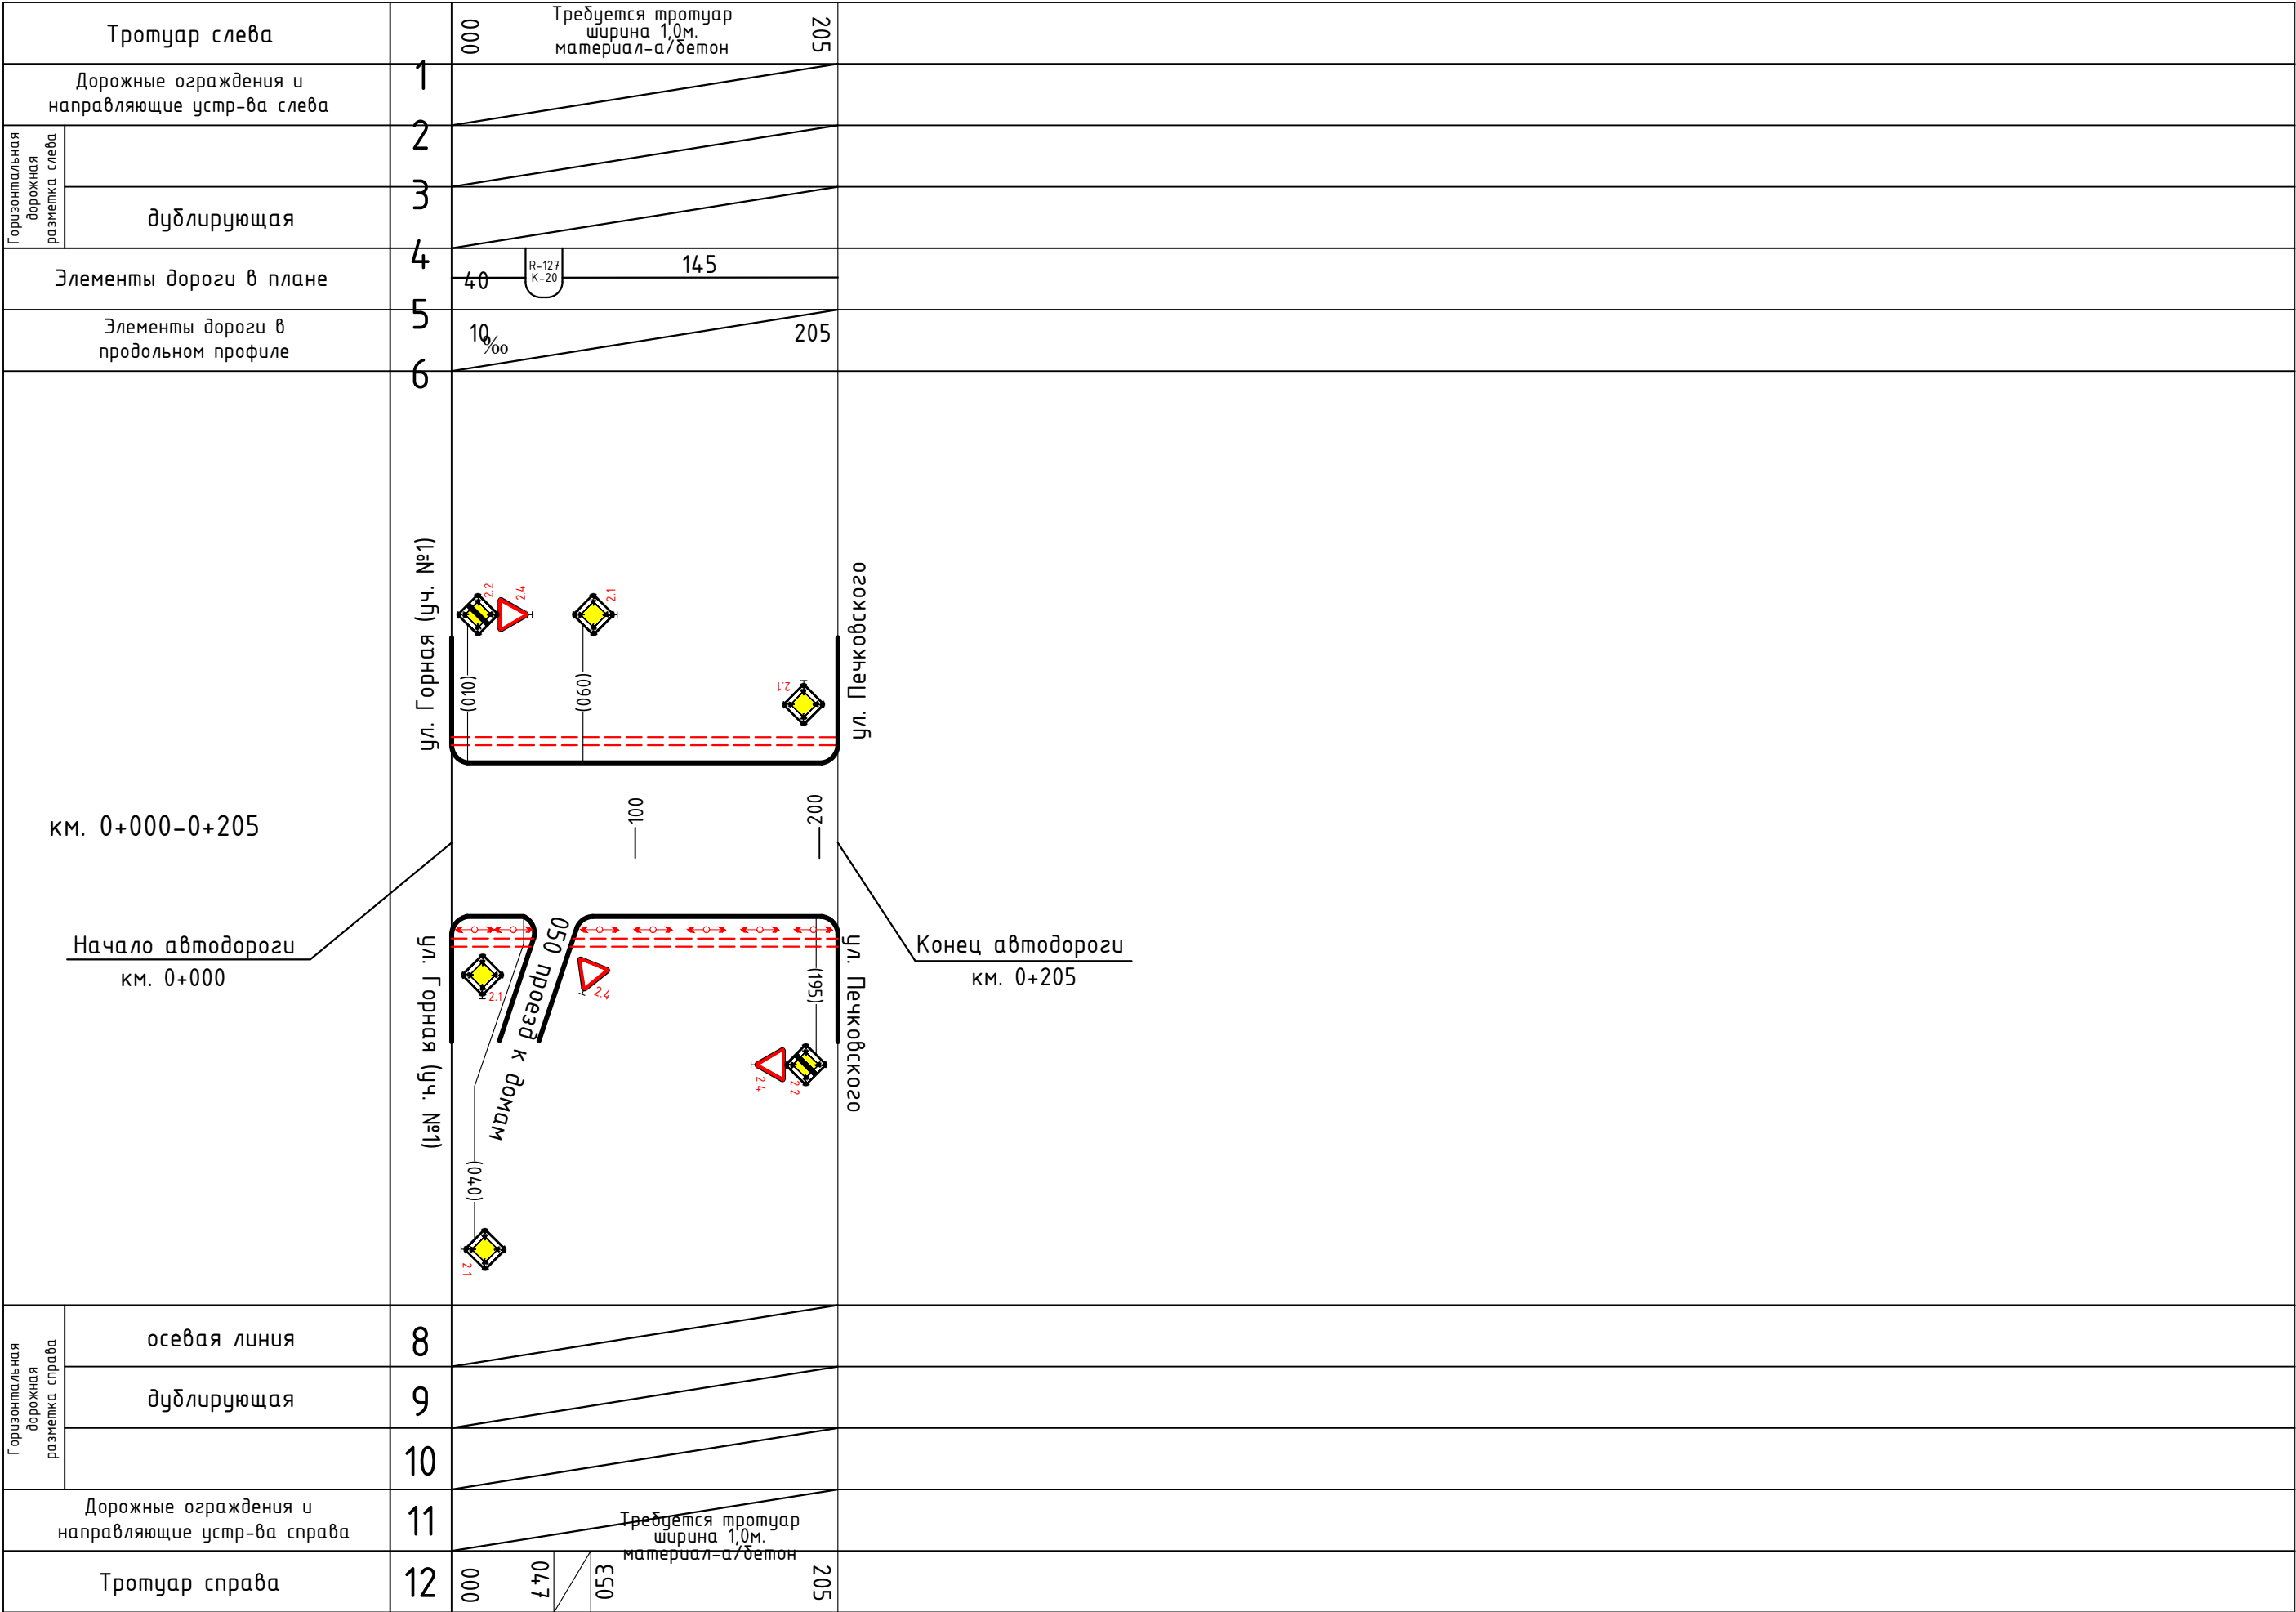 Тротуар слева
000
Требуется тротуар
ширина 1,0м.
материал-а/бетон
205
1
Дорожные ограждения и
направляющие устр-ва слева
2
Горизонтальная
дорожная
разметка слева
3
дублирующая
4
Элементы дороги в плане
40
R-127
K-20
145
5
Элементы дороги в
продольном профиле
10‰
205
6
ул. Горная (уч. №1)
2.2
2.4
2.1
(010)
(060)
2.1
ул. Печковского
км. 0+000-0+205
100
200
Начало автодороги
км. 0+000
Конец автодороги
км. 0+205
ул. Горная (уч. №1)
2.1
050 проезд к домам
2.4
(195)
2.4
2.2
ул. Печковского
(040)
2.1
Горизонтальная
дорожная
разметка справа
осевая линия
8
дублирующая
9
10
Дорожные ограждения и
направляющие устр-ва справа
11
Требуется тротуар
ширина 1,0м.
материал-а/бетон
Тротуар справа
12
000
047
053
205